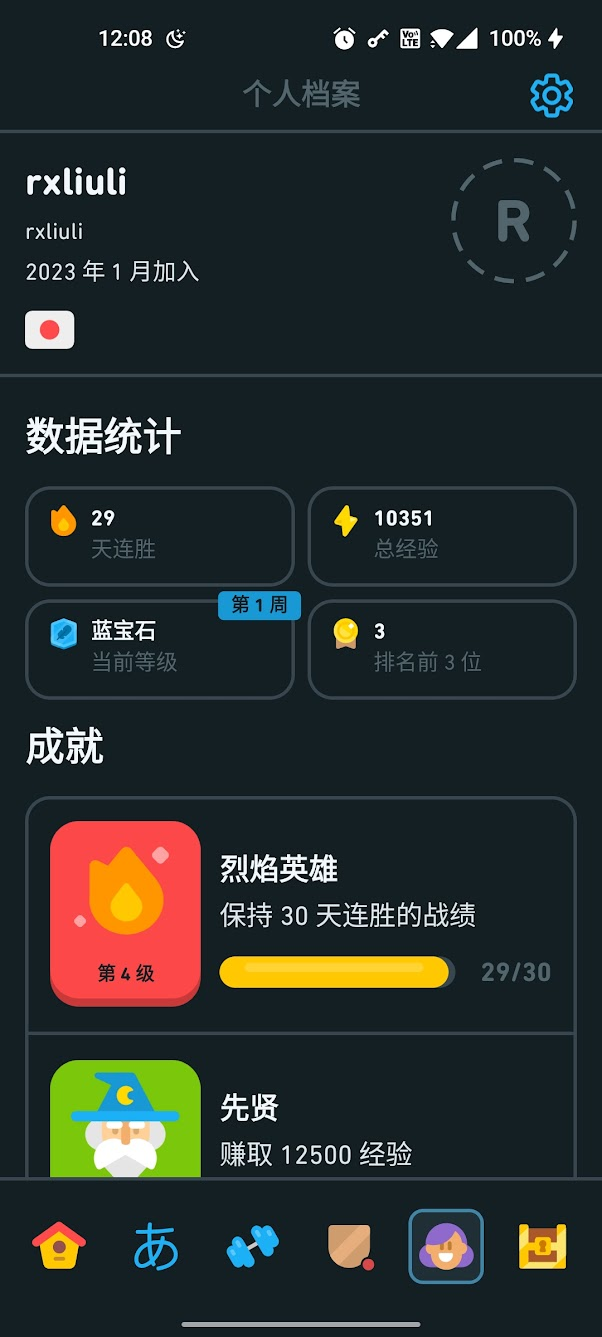 12:08
VoLTE
100%
个人档案
rxliuli
R
rxliuli
2023 年 1 月加入
数据统计
29
天连胜
10351
总经验
第 1 周
蓝宝石
当前等级
3
排名前 3 位
成就
烈焰英雄
保持 30 天连胜的战绩
第 4 级
29/30
先贤
赚取 12500 经验
あ